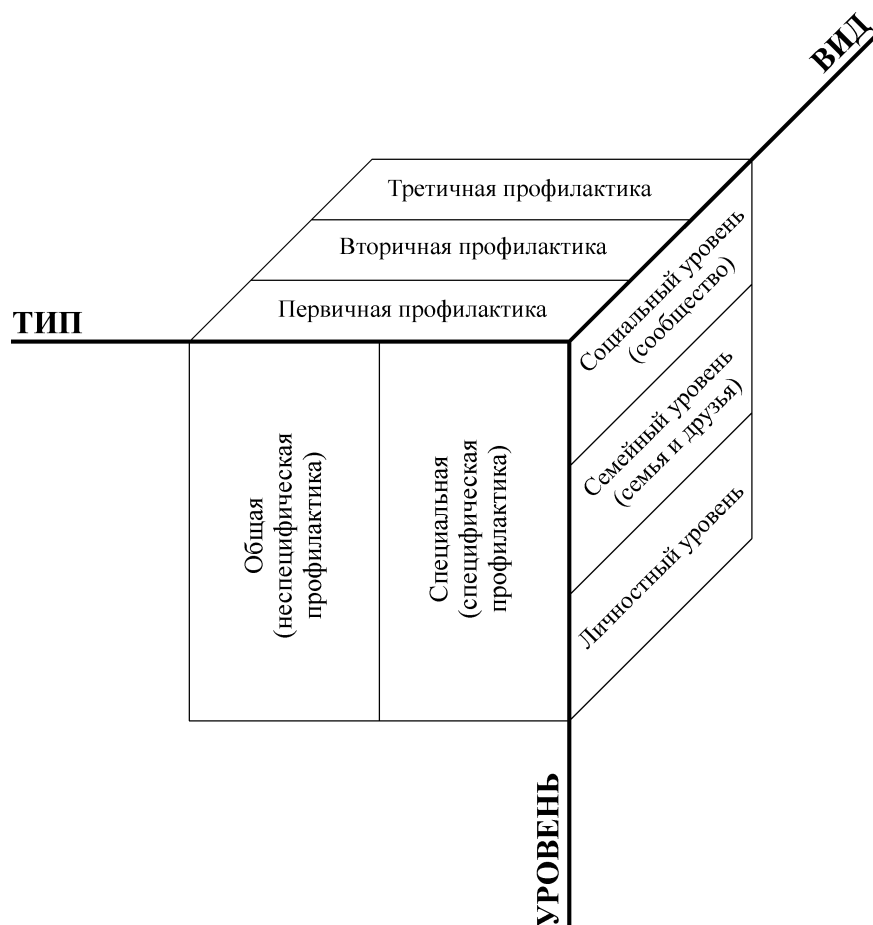 ВИД
Третичная профилактика
Вторичная профилактика
Первичная профилактика
ТИП
Общая
(неспецифическая
профилактика)
Специальная
(специфическая
профилактика)
Социальный уровень
(сообщество)
Семейный уровень
(семья и друзья)
Личностный уровень
УРОВЕНЬ